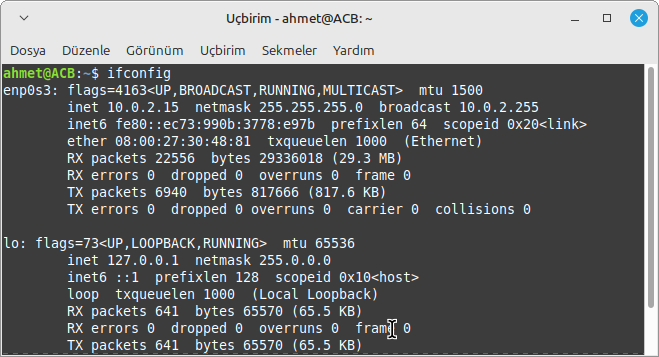 Uçbirim - ahmet@ACB: ~
Dosya Düzenle Görünüm Uçbirim Sekmeler Yardım
ahmet@ACB:~$ ifconfig
enp0s3: flags=4163<UP,BROADCAST,RUNNING,MULTICAST>  mtu 1500
        inet 10.0.2.15  netmask 255.255.255.0  broadcast 10.0.2.255
        inet6 fe80::ec73:990b:3778:e97b  prefixlen 64  scopeid 0x20<link>
        ether 08:00:27:30:48:81  txqueuelen 1000  (Ethernet)
        RX packets 22556  bytes 29336018 (29.3 MB)
        RX errors 0  dropped 0  overruns 0  frame 0
        TX packets 6940  bytes 817666 (817.6 KB)
        TX errors 0  dropped 0 overruns 0  carrier 0  collisions 0
lo: flags=73<UP,LOOPBACK,RUNNING>  mtu 65536
        inet 127.0.0.1  netmask 255.0.0.0
        inet6 ::1  prefixlen 128  scopeid 0x10<host>
        loop  txqueuelen 1000  (Local Loopback)
        RX packets 641  bytes 65570 (65.5 KB)
        RX errors 0  dropped 0  overruns 0  frame 0
        TX packets 641  bytes 65570 (65.5 KB)